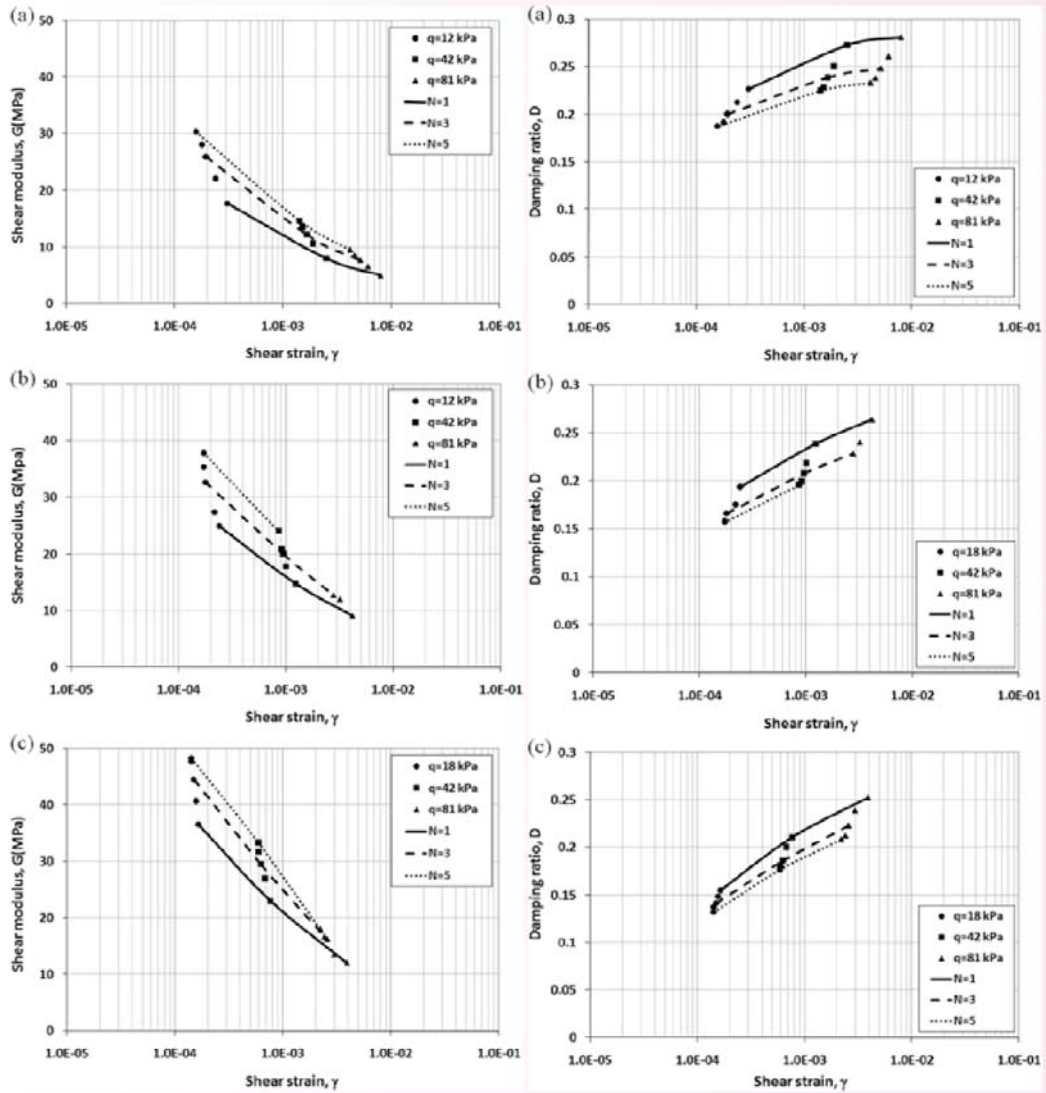 (a)
50
40
30
20
10
0
Shear modulus, G(MPa)
q=12 kPa
q=42 kPa
q=81 kPa
N=1
N=3
N=5
1.0E-05 1.0E-04 1.0E-03 1.0E-02 1.0E-01
Shear strain, γ
(a)
0.3
0.25
0.2
0.15
0.1
0.05
0
Damping ratio, D
q=12 kPa
q=42 kPa
q=81 kPa
N=1
N=3
N=5
1.0E-05 1.0E-04 1.0E-03 1.0E-02 1.0E-01
Shear strain, γ
(b)
50
40
30
20
10
0
Shear modulus, G(Mpa)
q=12 kPa
q=42 kPa
q=81 kPa
N=1
N=3
N=5
1.0E-05 1.0E-04 1.0E-03 1.0E-02 1.0E-01
Shear strain, γ
(b)
0.3
0.25
0.2
0.15
0.1
0.05
0
Damping ratio, D
q=18 kPa
q=42 kPa
q=81 kPa
N=1
N=3
N=5
1.0E-05 1.0E-04 1.0E-03 1.0E-02 1.0E-01
Shear strain, γ
(c)
50
40
30
20
10
0
Shear modulus, G(MPa)
q=18 kPa
q=42 kPa
q=81 kPa
N=1
N=3
N=5
1.0E-05 1.0E-04 1.0E-03 1.0E-02 1.0E-01
Shear strain, γ
(c)
0.3
0.25
0.2
0.15
0.1
0.05
0
Damping ratio, D
q=18 kPa
q=42 kPa
q=81 kPa
N=1
N=3
N=5
1.0E-05 1.0E-04 1.0E-03 1.0E-02 1.0E-01
Shear strain, γ